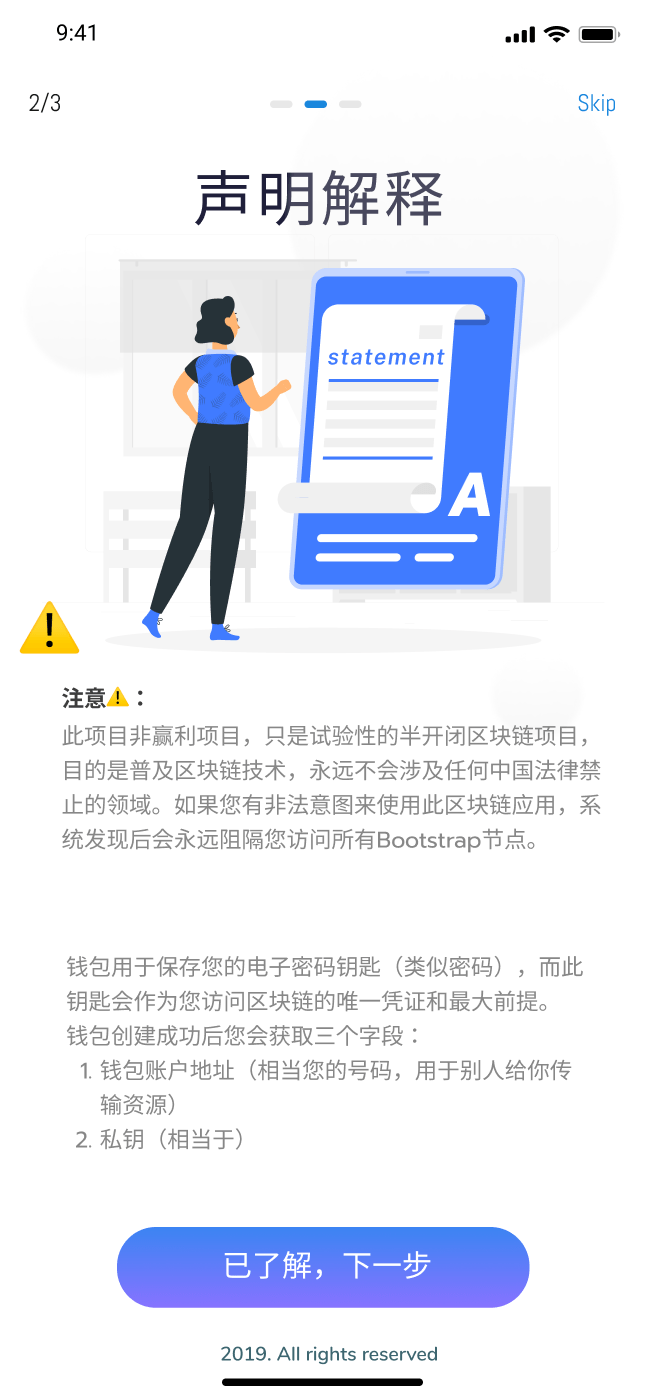 9:41
2/3
Skip
声明解释
statement
A
注意⚠️：
此项目非赢利项目，只是试验性的半开闭区块链项目，
目的是普及区块链技术，永远不会涉及任何中国法律禁
止的领域。如果您有非法意图来使用此区块链应用，系
统发现后会永远阻隔您访问所有Bootstrap节点。
钱包用于保存您的电子密码钥匙（类似密码），而此
钥匙会作为您访问区块链的唯一凭证和最大前提。
钱包创建成功后您会获取三个字段：
1. 钱包账户地址（相当您的号码，用于别人给你传
输资源）
2. 私钥（相当于）
已了解，下一步
2019. All rights reserved